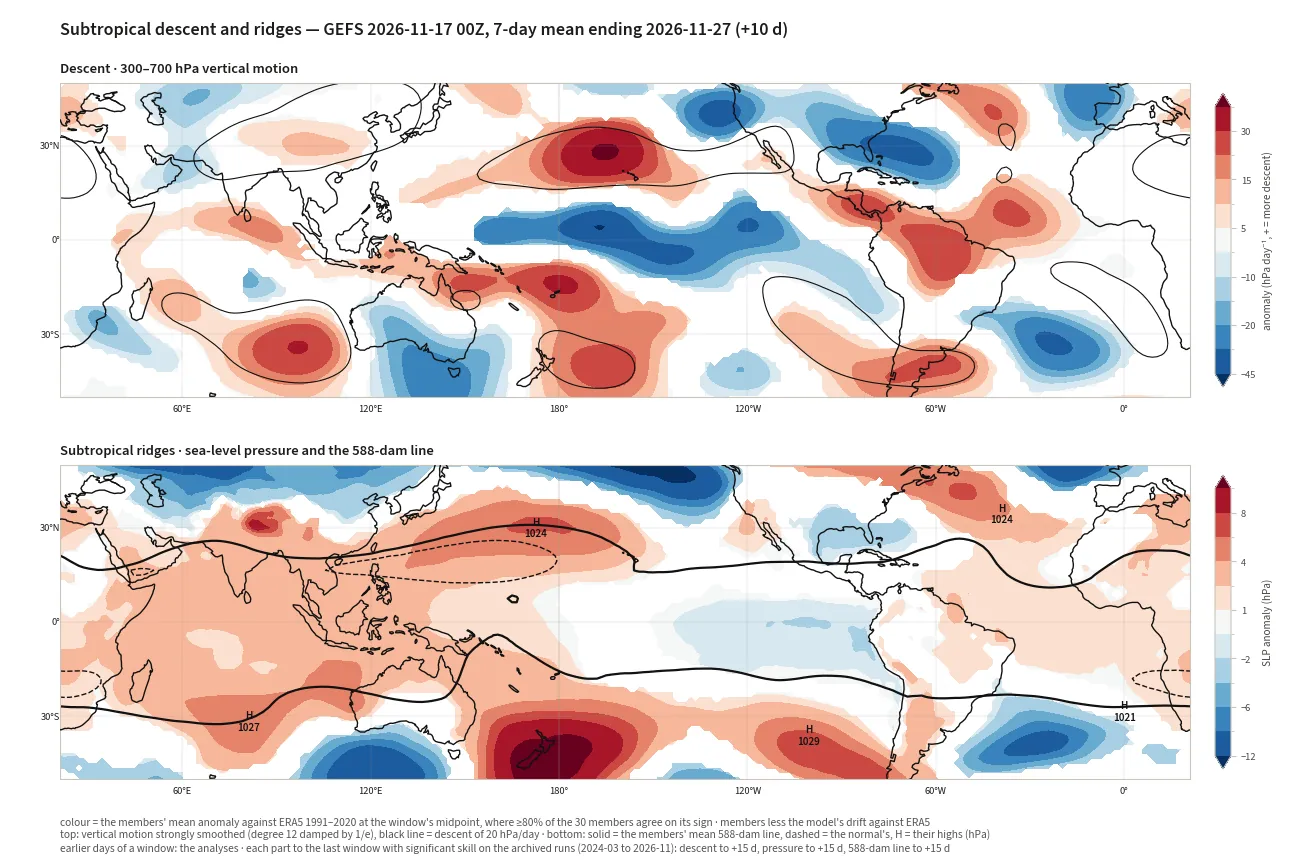 Subtropical descent and ridges — GEFS 2026-11-17 00Z, 7-day mean ending 2026-11-27 (+10 d)
Descent · 300–700 hPa vertical motion
30°N
0°
30°S
60°E
120°E
180°
120°W
60°W
0°
30
15
5
−10
−20
−45
anomaly (hPa day⁻¹, + = more descent)
Subtropical ridges · sea-level pressure and the 588-dam line
30°N
0°
30°S
H
1024
H
1024
H
1027
H
1029
H
1021
60°E
120°E
180°
120°W
60°W
0°
8
4
1
−2
−6
−12
SLP anomaly (hPa)
colour = the members' mean anomaly against ERA5 1991–2020 at the window's midpoint, where ≥80% of the 30 members agree on its sign · members less the model's drift against ERA5
top: vertical motion strongly smoothed (degree 12 damped by 1/e), black line = descent of 20 hPa/day · bottom: solid = the members' mean 588-dam line, dashed = the normal's, H = their highs (hPa)
earlier days of a window: the analyses · each part to the last window with significant skill on the archived runs (2024-03 to 2026-11): descent to +15 d, pressure to +15 d, 588-dam line to +15 d